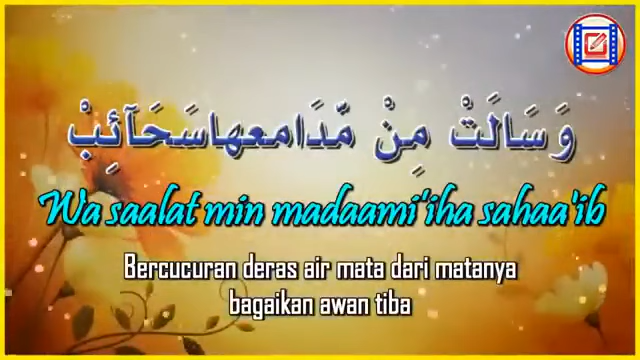 وَسَالَتْ مِنْ مَّدَامعهاسَحَآئِبْ
Wa saalat min madaami'iha sahaa'ib
Bercucuran deras air mata dari matanya
bagaikan awan tiba